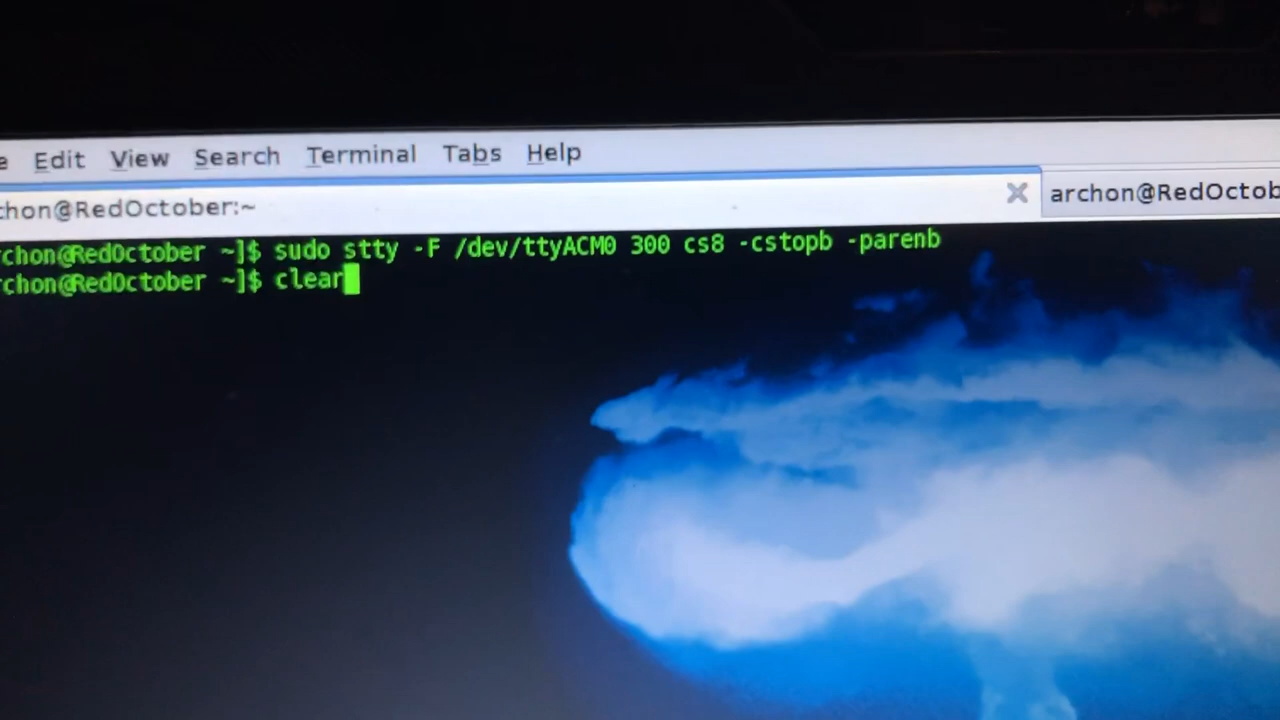 e Edit View Search Terminal Tabs Help
chon@RedOctober:~
archon@RedOctob
rchon@RedOctober ~]$ sudo stty -F /dev/ttyACM0 300 cs8 -cstopb -parenb
rchon@RedOctober ~]$ clear